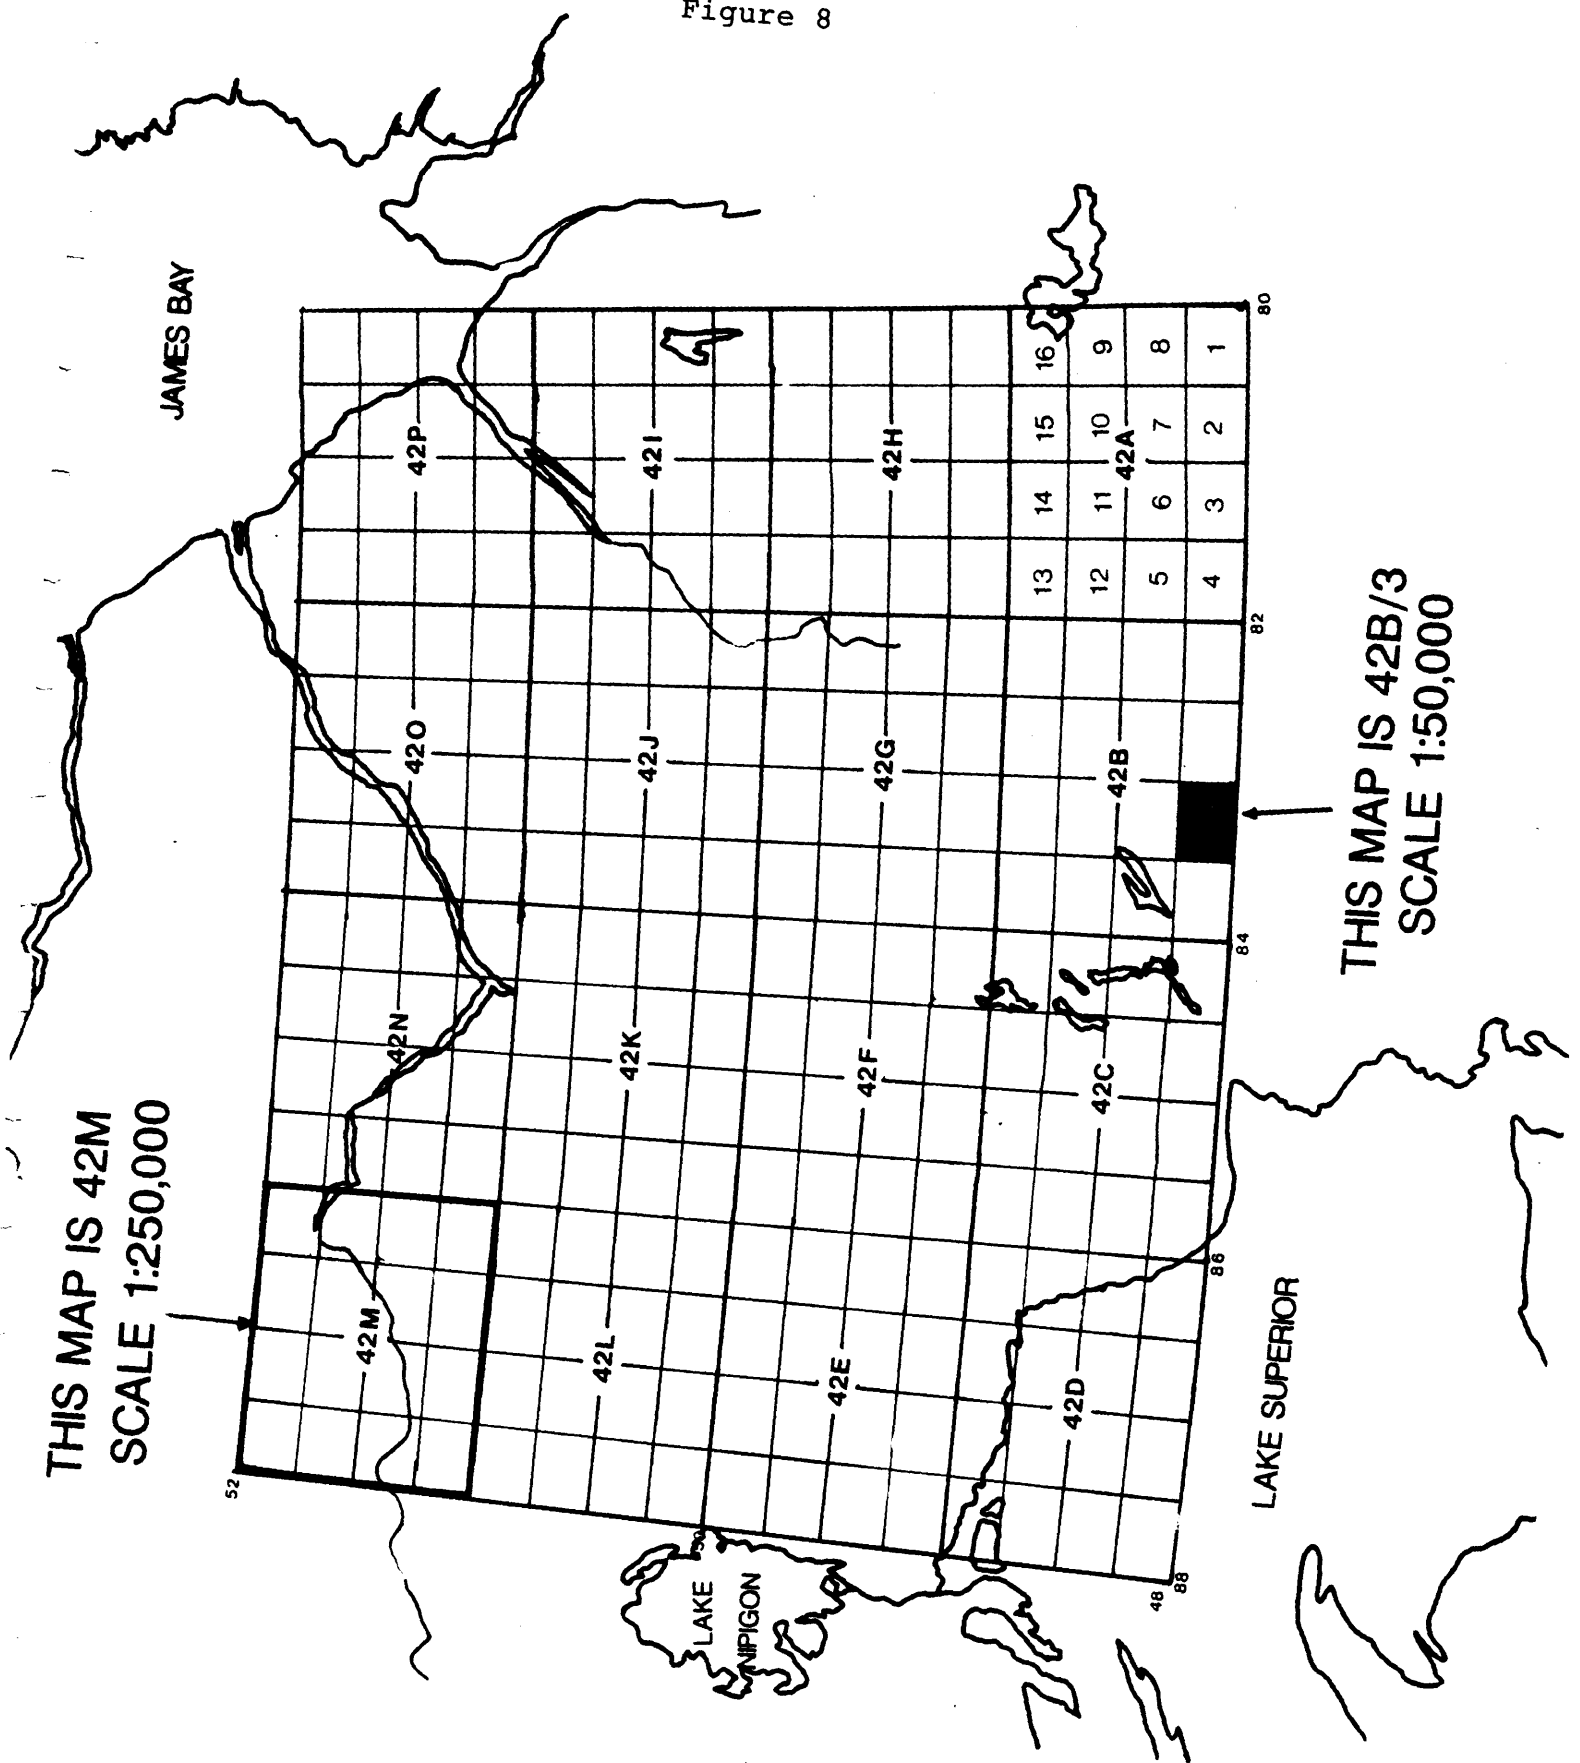 Figure 8
JAMES BAY
THIS MAP IS 42M
SCALE 1:250,000
52
42M
42N
42O
42P
42L
42K
42J
42I
50
42E
42F
42G
42H
42D
42C
42B
42A
13
14
15
16
12
11
10
9
5
6
7
8
4
3
2
1
48
88
86
84
82
80
LAKE
NIPIGON
LAKE SUPERIOR
THIS MAP IS 42B/3
SCALE 1:50,000